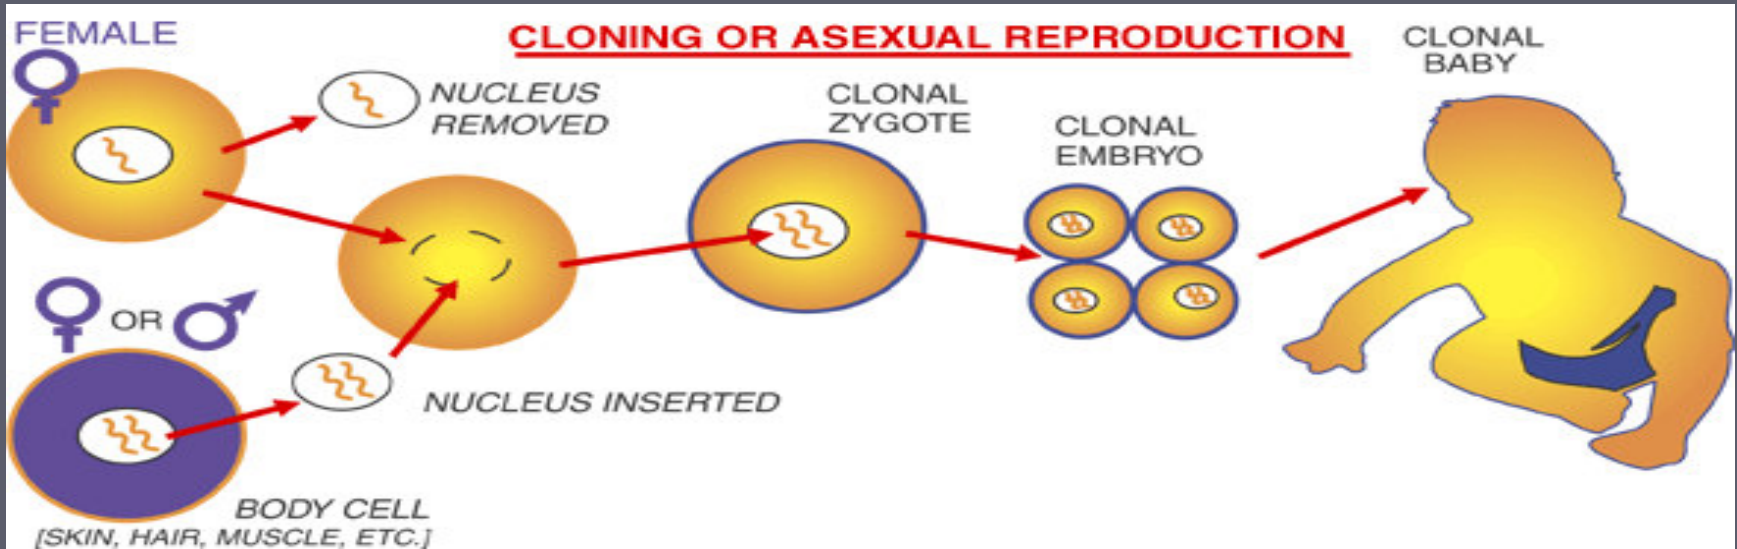 FEMALE
CLONING OR ASEXUAL REPRODUCTION
NUCLEUS
REMOVED
CLONAL
ZYGOTE
CLONAL
EMBRYO
CLONAL
BABY
OR
NUCLEUS INSERTED
BODY CELL
[SKIN, HAIR, MUSCLE, ETC.]